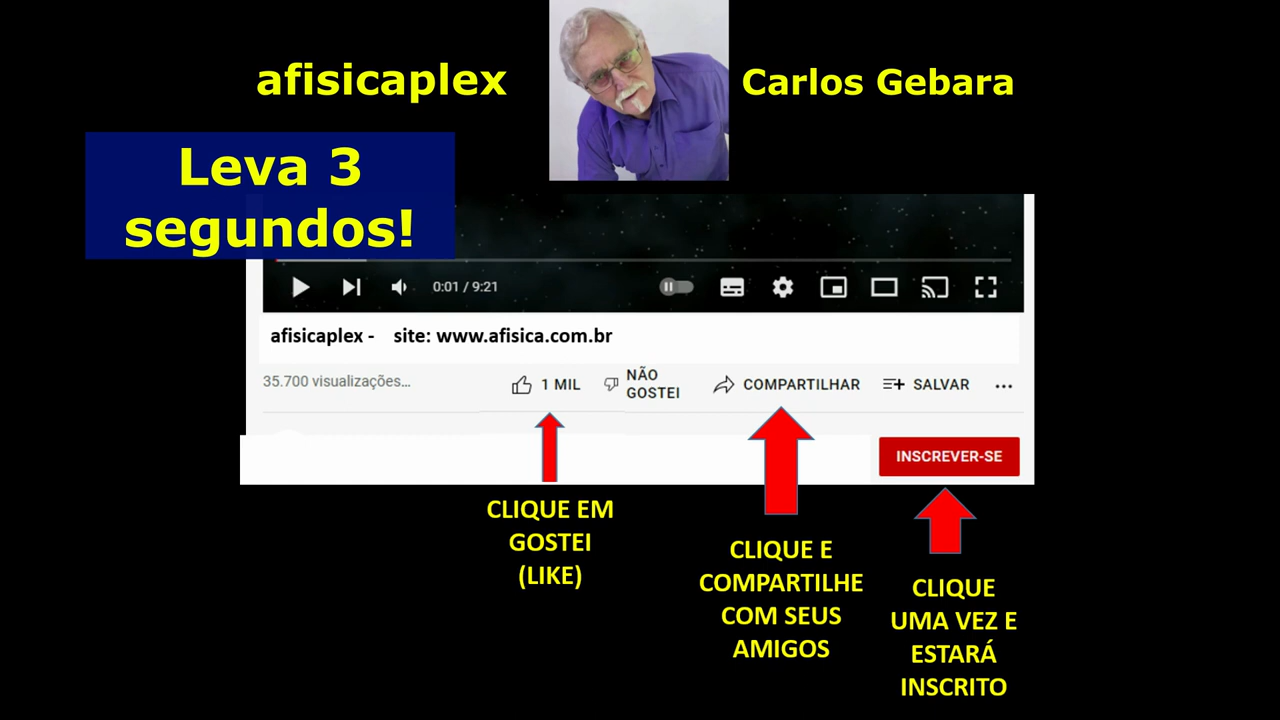 afisicaplex
Carlos Gebara
Leva 3
segundos!
0:01 / 9:21
afisicaplex - site: www.afisica.com.br
35.700 visualizações...
1 MIL
NÃO
GOSTEI
COMPARTILHAR
SALVAR
INSCREVER-SE
CLIQUE EM
GOSTEI
(LIKE)
CLIQUE E
COMPARTILHE
COM SEUS
AMIGOS
CLIQUE
UMA VEZ E
ESTARÁ
INSCRITO